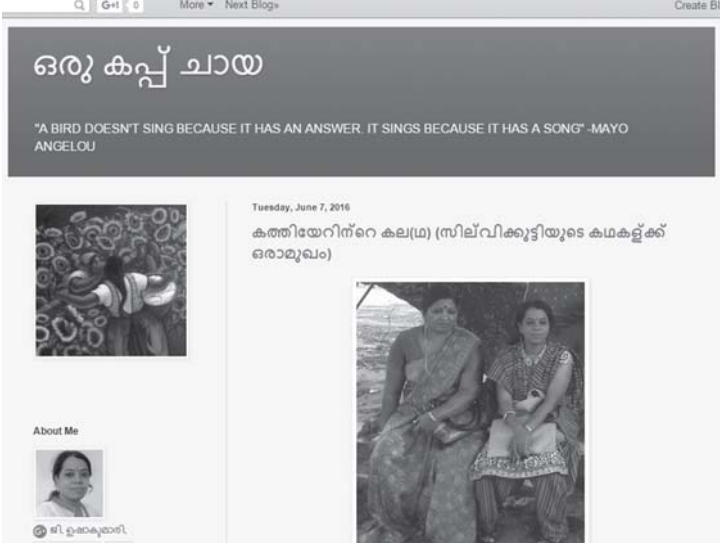 G+1 0 More Next Blog»
Create Bl
ഒരു കപ്പ് ചായ
"A BIRD DOESN'T SING BECAUSE IT HAS AN ANSWER. IT SINGS BECAUSE IT HAS A SONG" -MAYO
ANGELOU
Tuesday, June 7, 2016
കത്തിയേറിന്റെ കല(ഥ) (സില്വിക്കുട്ടിയുടെ കഥകള്ക്ക്
ഒരാമുഖം)
About Me
ജി. ഉഷാകുമാരി.